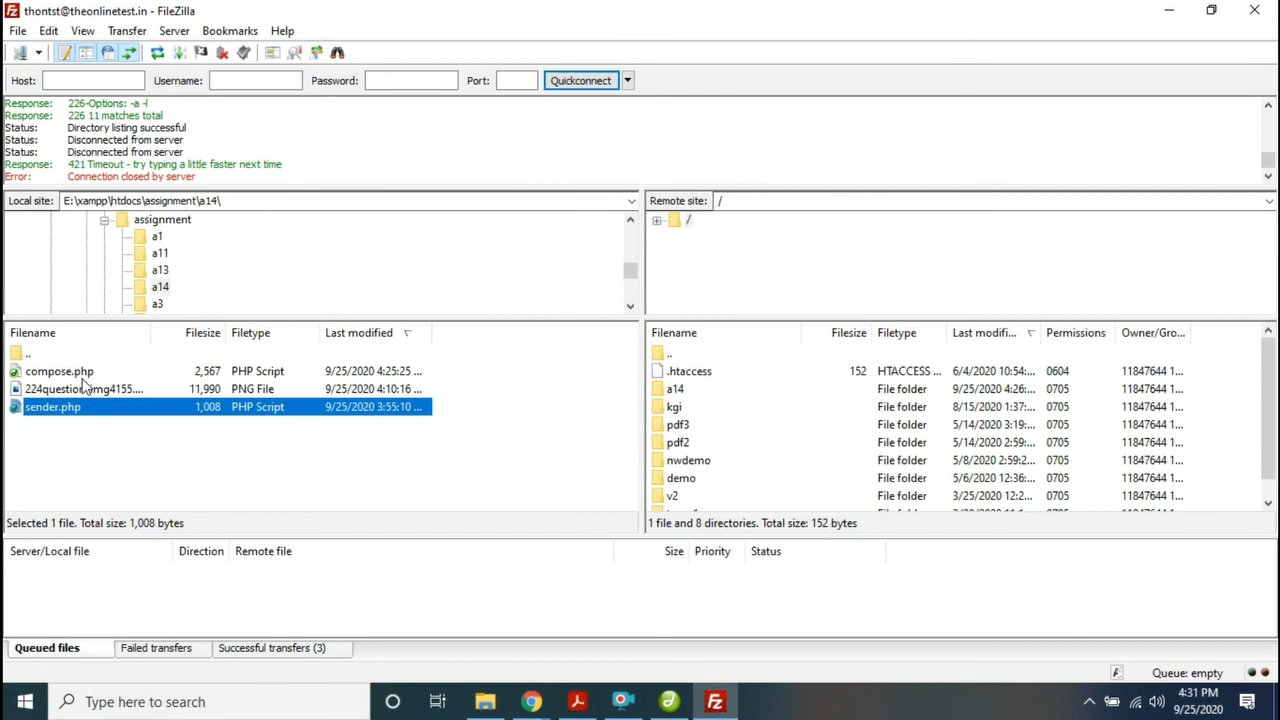 thontst@theonlinetest.in - FileZilla
File Edit View Transfer Server Bookmarks Help
Host: Username: Password: Port: Quickconnect
Response: 226-Options: -a -l
Response: 226 11 matches total
Status: Directory listing successful
Status: Disconnected from server
Status: Disconnected from server
Response: 421 Timeout - try typing a little faster next time
Error: Connection closed by server
Local site: E:\xampp\htdocs\assignment\a14\
Remote site: /
assignment
a1
a11
a13
a14
a3
/
Filename Filesize Filetype Last modified
..
compose.php 2,567 PHP Script 9/25/2020 4:25:25 ...
11,990 PNG File 9/25/2020 4:10:16 ...
sender.php 1,008 PHP Script 9/25/2020 3:55:10 ...
Selected 1 file. Total size: 1,008 bytes
Filename Filesize Filetype Last modifi... Permissions Owner/Gro...
..
.htaccess 152 HTACCESS ... 6/4/2020 10:54:... 0604 11847644 1...
a14 File folder 9/25/2020 4:26:... 0705 11847644 1...
kgi File folder 8/15/2020 1:37:... 0705 11847644 1...
pdf3 File folder 5/14/2020 3:19:... 0705 11847644 1...
pdf2 File folder 5/14/2020 2:59:... 0705 11847644 1...
nwdemo File folder 5/8/2020 2:59:2... 0705 11847644 1...
demo File folder 5/6/2020 12:36:... 0705 11847644 1...
v2 File folder 3/25/2020 12:2... 0705 11847644 1...
1 file and 8 directories. Total size: 152 bytes
Server/Local file Direction Remote file Size Priority Status
Queued files Failed transfers Successful transfers (3)
Queue: empty
Type here to search
4:31 PM
9/25/2020